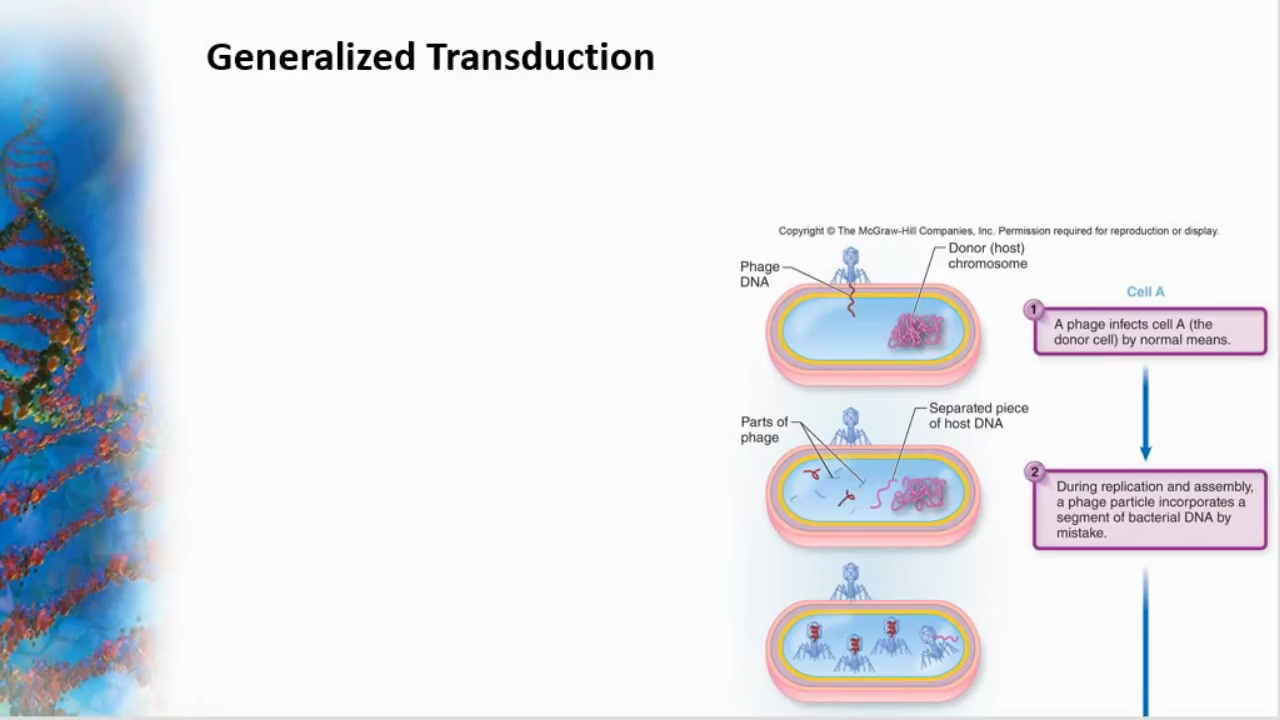 Generalized Transduction
Copyright © The McGraw-Hill Companies, Inc. Permission required for reproduction or display.
Phage
DNA
Donor (host)
chromosome
Cell A
1
A phage infects cell A (the
donor cell) by normal means.
Parts of
phage
Separated piece
of host DNA
2
During replication and assembly,
a phage particle incorporates a
segment of bacterial DNA by
mistake.